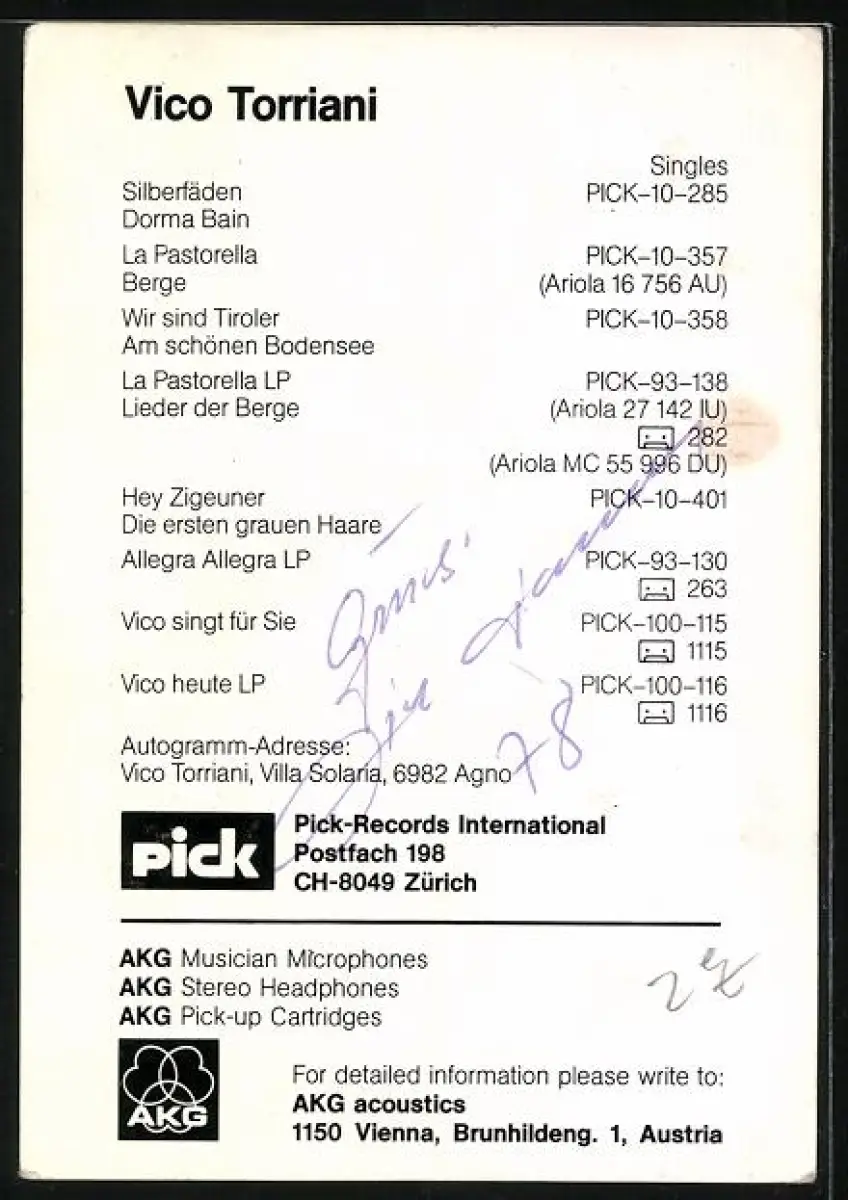 Vico Torriani
Singles
Silberfäden PICK-10-285
Dorma Bain
La Pastorella PICK-10-357
Berge (Ariola 16 756 AU)
Wir sind Tiroler PICK-10-358
Am schönen Bodensee
La Pastorella LP PICK-93-138
Lieder der Berge (Ariola 27 142 IU)
282
(Ariola MC 55 996 DU)
Hey Zigeuner PICK-10-401
Die ersten grauen Haare
Allegra Allegra LP PICK-93-130
263
Vico singt für Sie PICK-100-115
1115
Vico heute LP PICK-100-116
1116
78
Autogramm-Adresse:
Vico Torriani, Villa Solaria, 6982 Agno
pick
Pick-Records International
Postfach 198
CH-8049 Zürich
AKG Musician Microphones
AKG Stereo Headphones
AKG Pick-up Cartridges
AKG
For detailed information please write to:
AKG acoustics
1150 Vienna, Brunhildeng. 1, Austria